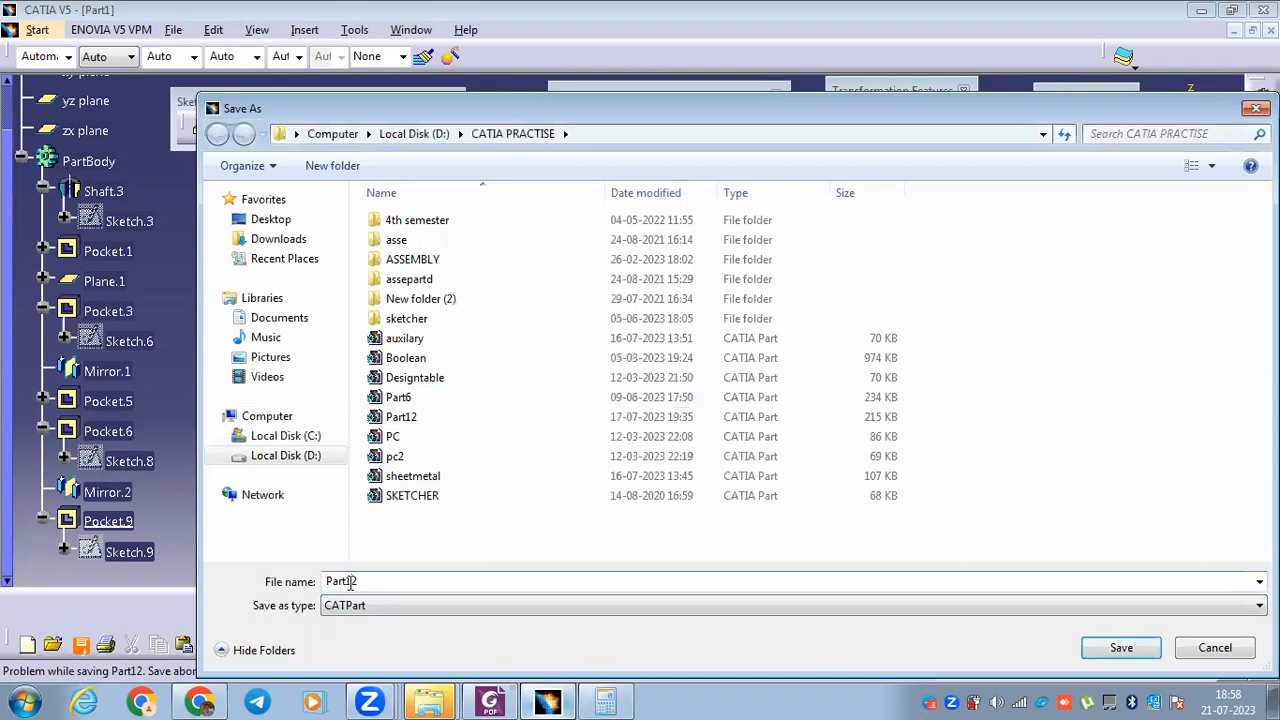 CATIA V5 - [Part1]
Start ENOVIA V5 VPM File Edit View Insert Tools Window Help
Autom Auto Auto Auto Aut Aut None
Transformation Features
z
yz plane
zx plane
PartBody
Shaft.3
Sketch.3
Pocket.1
Plane.1
Pocket.3
Sketch.6
Mirror.1
Pocket.5
Pocket.6
Sketch.8
Mirror.2
Pocket.9
Sketch.9
Save As
Computer Local Disk (D:) CATIA PRACTISE Search CATIA PRACTISE
Organize New folder
Favorites
Desktop
Downloads
Recent Places
Libraries
Documents
Music
Pictures
Videos
Computer
Local Disk (C:)
Local Disk (D:)
Network
Name Date modified Type Size
4th semester 04-05-2022 11:55 File folder
asse 24-08-2021 16:14 File folder
ASSEMBLY 26-02-2023 18:02 File folder
assepartd 24-08-2021 15:29 File folder
New folder (2) 29-07-2021 16:34 File folder
sketcher 05-06-2023 18:05 File folder
auxilary 16-07-2023 13:51 CATIA Part 70 KB
Boolean 05-03-2023 19:24 CATIA Part 974 KB
Designtable 12-03-2023 21:50 CATIA Part 70 KB
Part6 09-06-2023 17:50 CATIA Part 234 KB
Part12 17-07-2023 19:35 CATIA Part 215 KB
PC 12-03-2023 22:08 CATIA Part 86 KB
pc2 12-03-2023 22:19 CATIA Part 69 KB
sheetmetal 16-07-2023 13:45 CATIA Part 107 KB
SKETCHER 14-08-2020 16:59 CATIA Part 68 KB
File name: Part12
Save as type: CATPart
Hide Folders Save Cancel
Problem while saving Part12. Save abor
PDF
18:58
21-07-2023